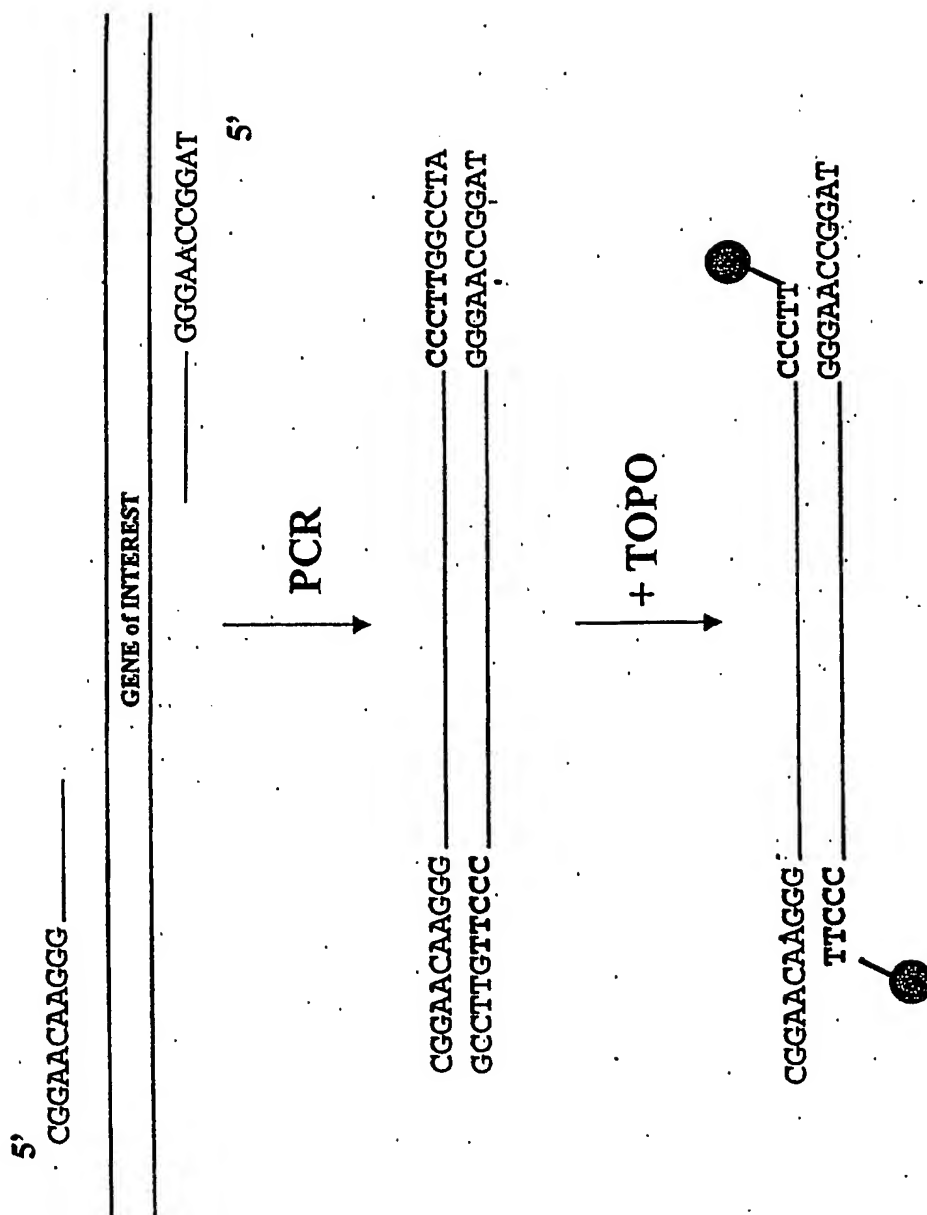 5'
CGGAACAAGGG
GENE of INTEREST
GGGAACCGGAT
5'
PCR
CGGAACAAGGG CCCTTGGCCTA
GCCTTGTTCCC GGGAACCGGAT
+ TOPO
CGGAACAAGGG CCCTT
TTCCC GGGAACCGGAT